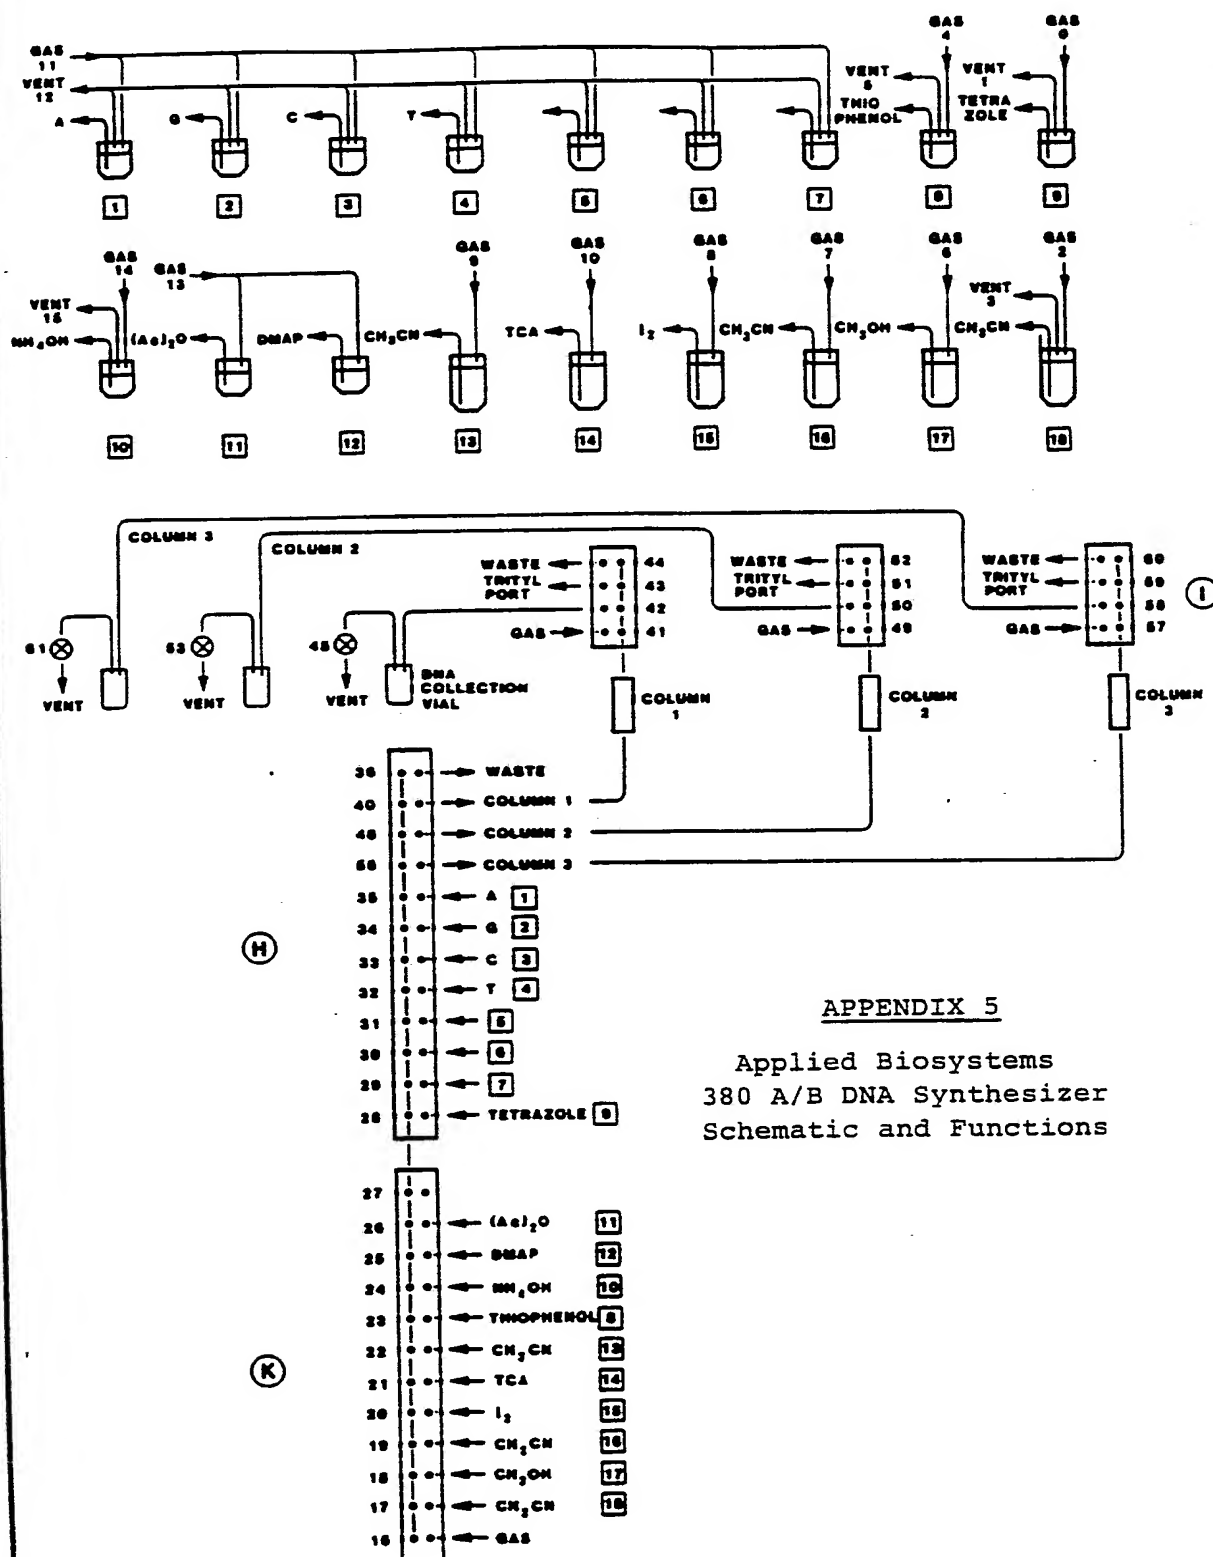 GAS 11
VENT 12
A
G
C
T
GAS 4
VENT 5
THIO PHENOL
GAS 0
VENT 1
TETRA ZOLE
1 2 3 4 5 6 7 8 9
GAS 14
VENT 15
NH4OH
GAS 13
(Ac)2O
DMAP
GAS 9
CH3CN
GAS 10
TCA
GAS 8
I2
GAS 7
CH3CN
GAS 6
CH3OH
GAS 2
VENT 3
CH3CN
10 11 12 13 14 15 16 17 18
COLUMN 3
COLUMN 2
WASTE 44
TRITYL PORT 43
42
GAS 41
WASTE 52
TRITYL PORT 51
50
GAS 49
WASTE 60
TRITYL PORT 59
58
GAS 57
I
61
VENT
53
VENT
45
VENT
DNA COLLECTION VIAL
COLUMN 1
COLUMN 2
COLUMN 3
36 WASTE
40 COLUMN 1
48 COLUMN 2
56 COLUMN 3
35 A 1
34 G 2
33 C 3
32 T 4
31 5
30 6
29 7
28 TETRAZOLE 9
H
APPENDIX 5
Applied Biosystems
380 A/B DNA Synthesizer
Schematic and Functions
27
26 (Ac)2O 11
25 DMAP 12
24 NH4OH 10
23 THIOPHENOL 8
22 CH3CN 13
21 TCA 14
20 I2 15
19 CH3CN 16
18 CH3OH 17
17 CH3CN 18
16 GAS
K